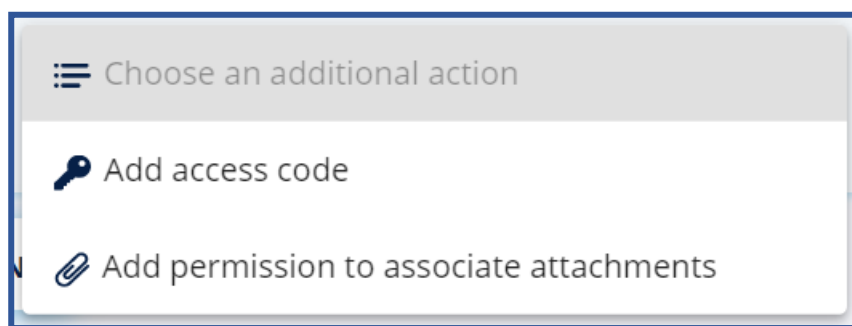 Choose an additional action
Add access code
Add permission to associate attachments